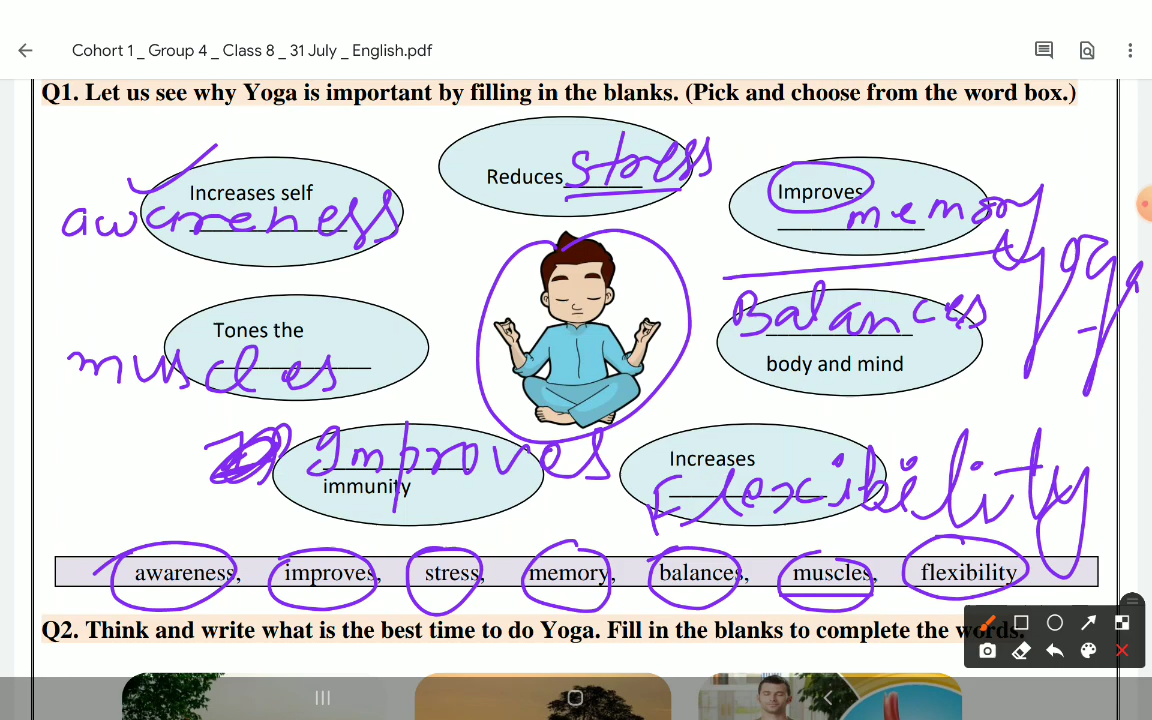 Cohort 1 _ Group 4 _ Class 8 _ 31 July _ English.pdf
Q1. Let us see why Yoga is important by filling in the blanks. (Pick and choose from the word box.)
Increases self
awareness
Reduces stress
Improves
memory
Yoga
Tones the
muscles
Balances
body and mind
Improves
immunity
Increases
Flexibility
awareness, improves, stress, memory, balances, muscles, flexibility
Q2. Think and write what is the best time to do Yoga. Fill in the blanks to complete the words.